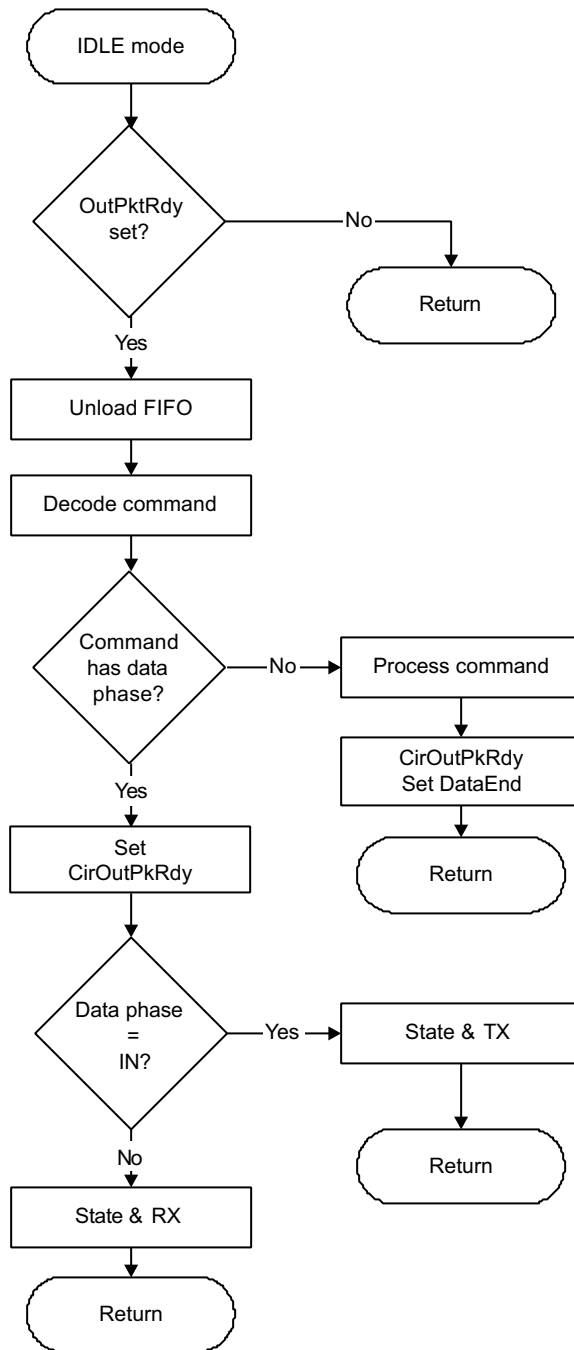 IDLE mode
OutPktRdy
set?
No
Return
Yes
Unload FIFO
Decode command
Command
has data
phase?
No
Process command
CirOutPkRdy
Set DataEnd
Return
Yes
Set
CirOutPkRdy
Data phase
=
IN?
Yes
State & TX
Return
No
State & RX
Return